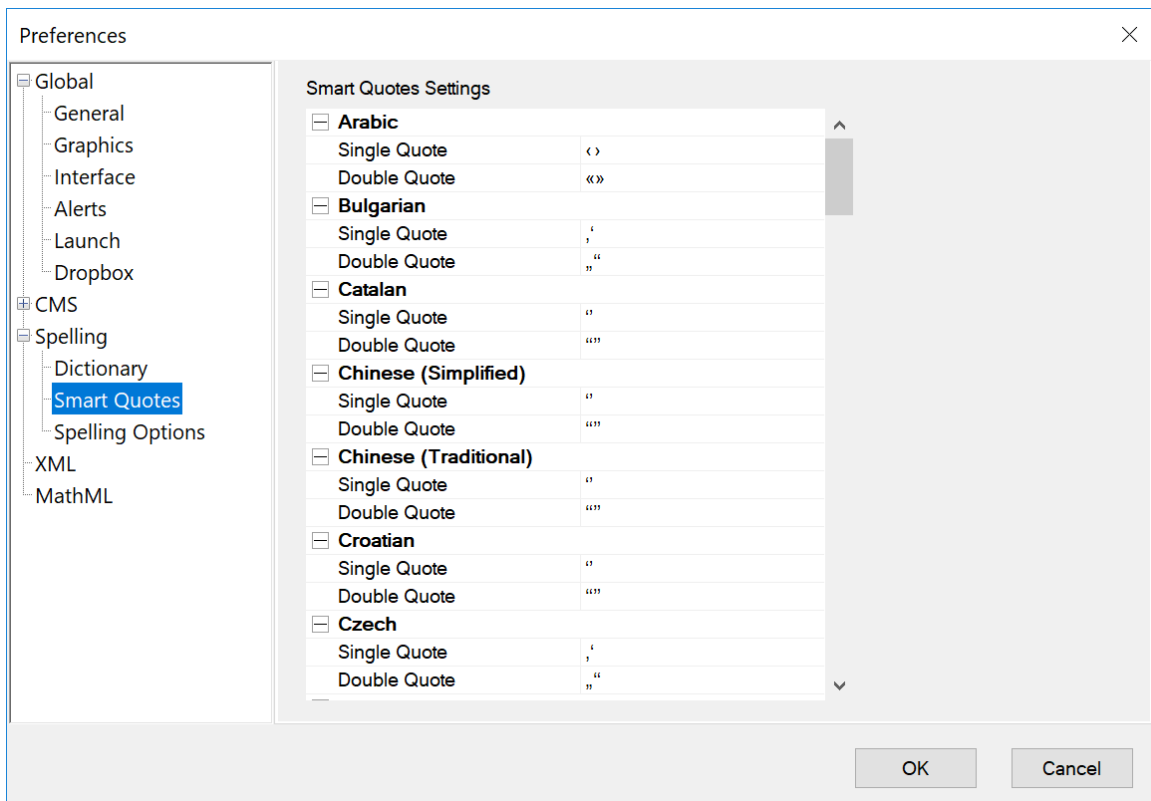 Preferences
Global
General
Graphics
Interface
Alerts
Launch
Dropbox
CMS
Spelling
Dictionary
Smart Quotes
Spelling Options
XML
MathML
Smart Quotes Settings
Arabic
Single Quote ‹›
Double Quote «»
Bulgarian
Single Quote ‚‘
Double Quote „“
Catalan
Single Quote ‘’
Double Quote “”
Chinese (Simplified)
Single Quote ‘’
Double Quote “”
Chinese (Traditional)
Single Quote ‘’
Double Quote “”
Croatian
Single Quote ‘’
Double Quote “”
Czech
Single Quote ‚‘
Double Quote „“
OK Cancel